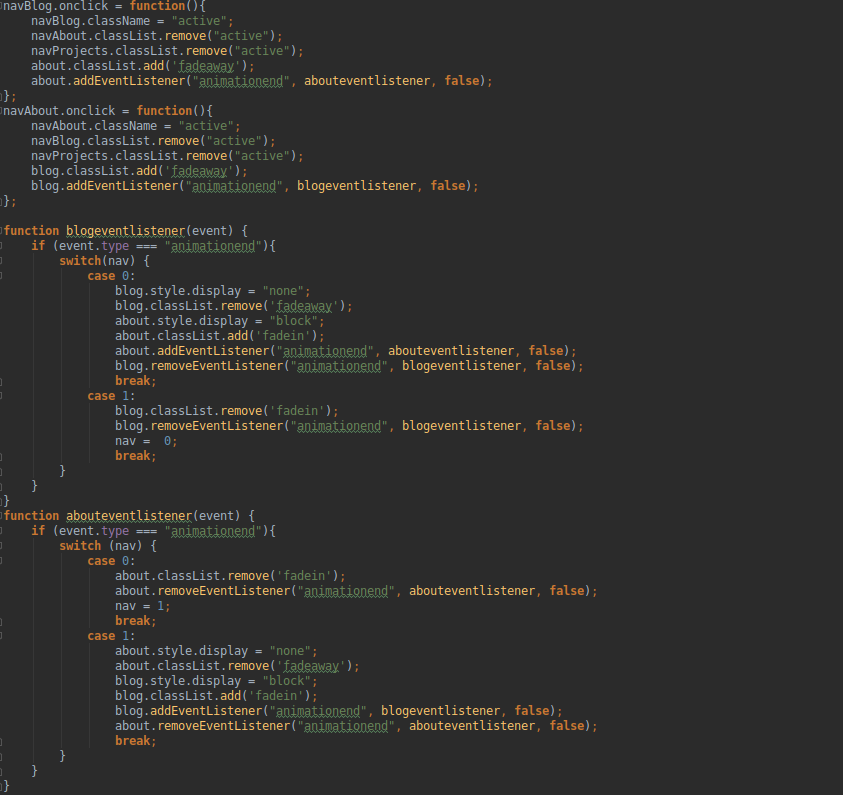 navBlog.onclick = function(){
    navBlog.className = "active";
    navAbout.classList.remove("active");
    navProjects.classList.remove("active");
    about.classList.add('fadeaway');
    about.addEventListener("animationend", abouteventlistener, false);
};
navAbout.onclick = function(){
    navAbout.className = "active";
    navBlog.classList.remove("active");
    navProjects.classList.remove("active");
    blog.classList.add('fadeaway');
    blog.addEventListener("animationend", blogeventlistener, false);
};
function blogeventlistener(event) {
    if (event.type === "animationend"){
        switch(nav) {
            case 0:
                blog.style.display = "none";
                blog.classList.remove('fadeaway');
                about.style.display = "block";
                about.classList.add('fadein');
                about.addEventListener("animationend", abouteventlistener, false);
                blog.removeEventListener("animationend", blogeventlistener, false);
                break;
            case 1:
                blog.classList.remove('fadein');
                blog.removeEventListener("animationend", blogeventlistener, false);
                nav =  0;
                break;
        }
    }
}
function abouteventlistener(event) {
    if (event.type === "animationend"){
        switch (nav) {
            case 0:
                about.classList.remove('fadein');
                about.removeEventListener("animationend", abouteventlistener, false);
                nav = 1;
                break;
            case 1:
                about.style.display = "none";
                about.classList.remove('fadeaway');
                blog.style.display = "block";
                blog.classList.add('fadein');
                blog.addEventListener("animationend", blogeventlistener, false);
                about.removeEventListener("animationend", abouteventlistener, false);
                break;
        }
    }
}